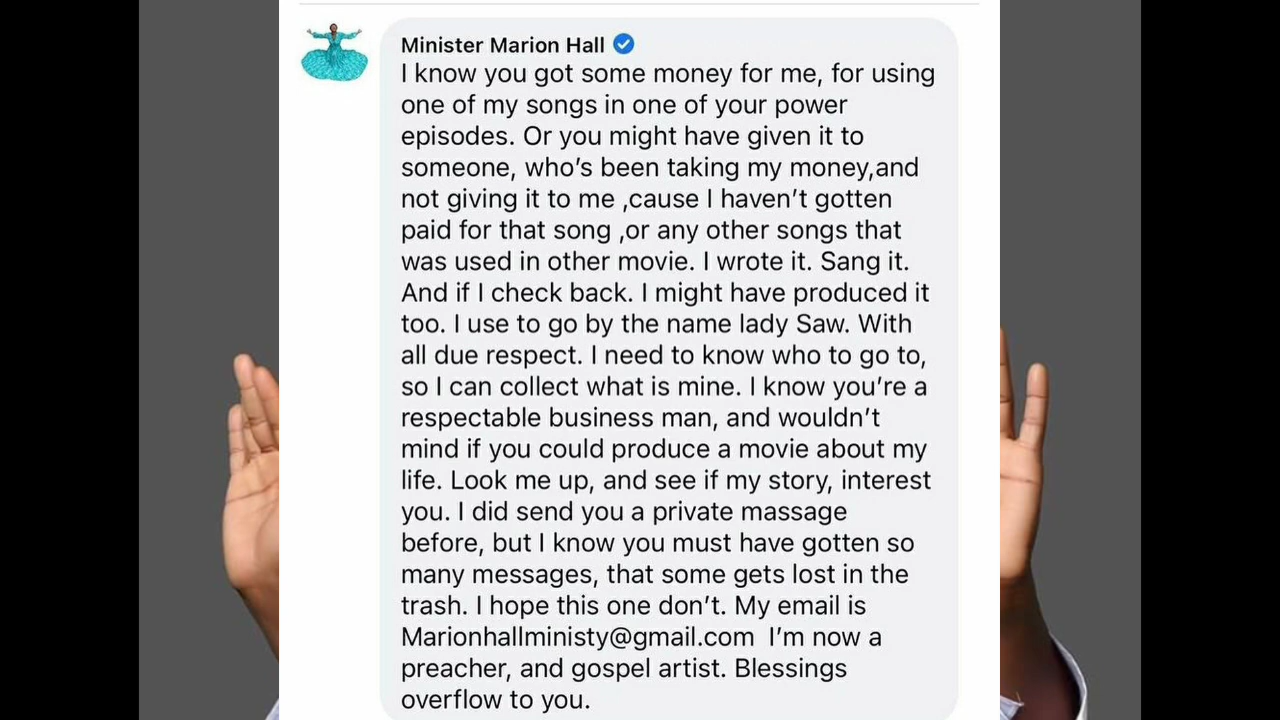 Minister Marion Hall
I know you got some money for me, for using
one of my songs in one of your power
episodes. Or you might have given it to
someone, who's been taking my money,and
not giving it to me ,cause I haven't gotten
paid for that song ,or any other songs that
was used in other movie. I wrote it. Sang it.
And if I check back. I might have produced it
too. I use to go by the name lady Saw. With
all due respect. I need to know who to go to,
so I can collect what is mine. I know you're a
respectable business man, and wouldn't
mind if you could produce a movie about my
life. Look me up, and see if my story, interest
you. I did send you a private massage
before, but I know you must have gotten so
many messages, that some gets lost in the
trash. I hope this one don't. My email is
Marionhallministy@gmail.com  I'm now a
preacher, and gospel artist. Blessings
overflow to you.